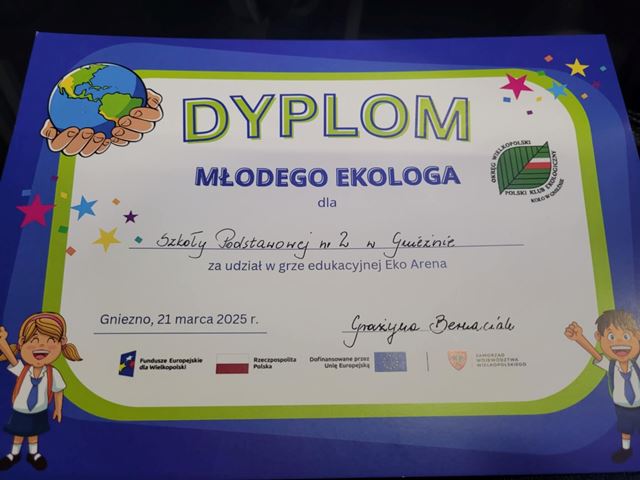 DYPLOM
MŁODEGO EKOLOGA
dla
Szkoły Podstawowej nr 2 w Gnieźnie
za udział w grze edukacyjnej Eko Arena
Gniezno, 21 marca 2025 r.
Grażyna Bernaciak
OKRĘG WIELKOPOLSKI
POLSKI KLUB EKOLOGICZNY
KOŁO W GNIEŹNIE
Fundusze Europejskie
dla Wielkopolski
Rzeczpospolita
Polska
Dofinansowane przez
Unię Europejską
SAMORZĄD
WOJEWÓDZTWA
WIELKOPOLSKIEGO